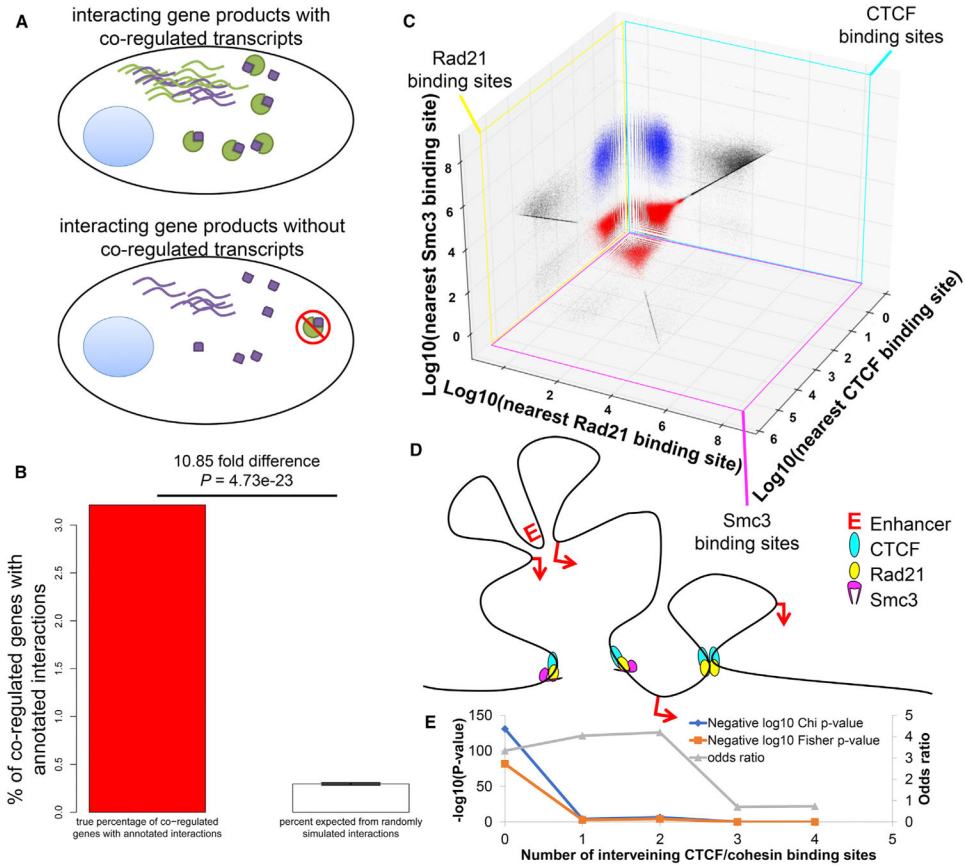 A
interacting gene products with
co-regulated transcripts
interacting gene products without
co-regulated transcripts
B
10.85 fold difference
P = 4.73e-23
% of co-regulated genes with
annotated interactions
3.0
2.5
2.0
1.5
1.0
0.5
0.0
true percentage of co−regulated
genes with annotated interactions
percent expected from randomly
simulated interactions
C
CTCF
binding sites
Rad21
binding sites
Log10(nearest Smc3 binding site)
8
6
4
2
0
Log10(nearest Rad21 binding site)
2
4
6
8
Log10(nearest CTCF binding site)
0
1
2
3
4
5
6
Smc3
binding sites
D
E
E Enhancer
CTCF
Rad21
Smc3
E
-log10(P-value)
150
100
50
0
Negative log10 Chi p-value
Negative log10 Fisher p-value
odds ratio
5
4
3
2
1
0
Odds ratio
0 1 2 3 4 5
Number of interveining CTCF/cohesin binding sites